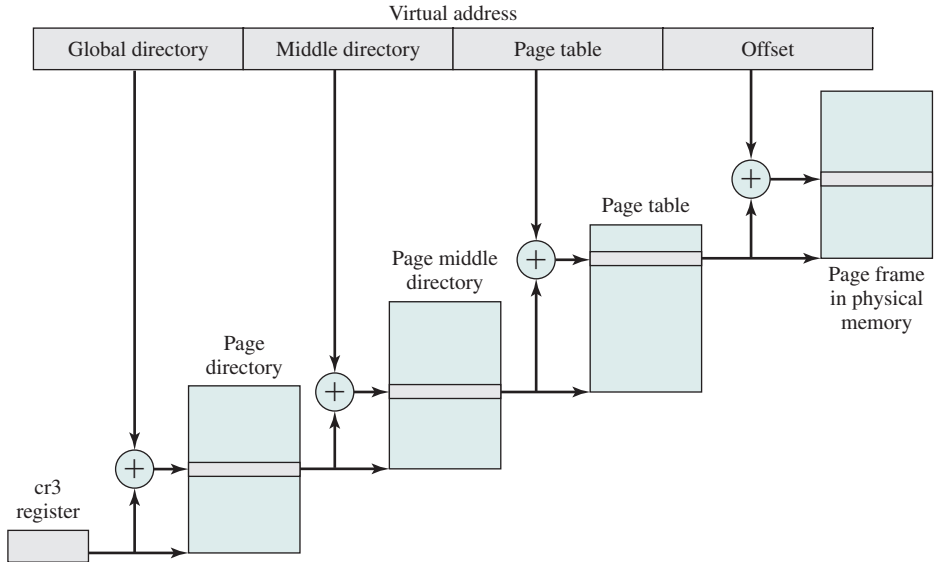 Virtual address
Global directory
Middle directory
Page table
Offset
+
Page table
+
Page middle
directory
Page frame
in physical
memory
Page
directory
+
+
cr3
register